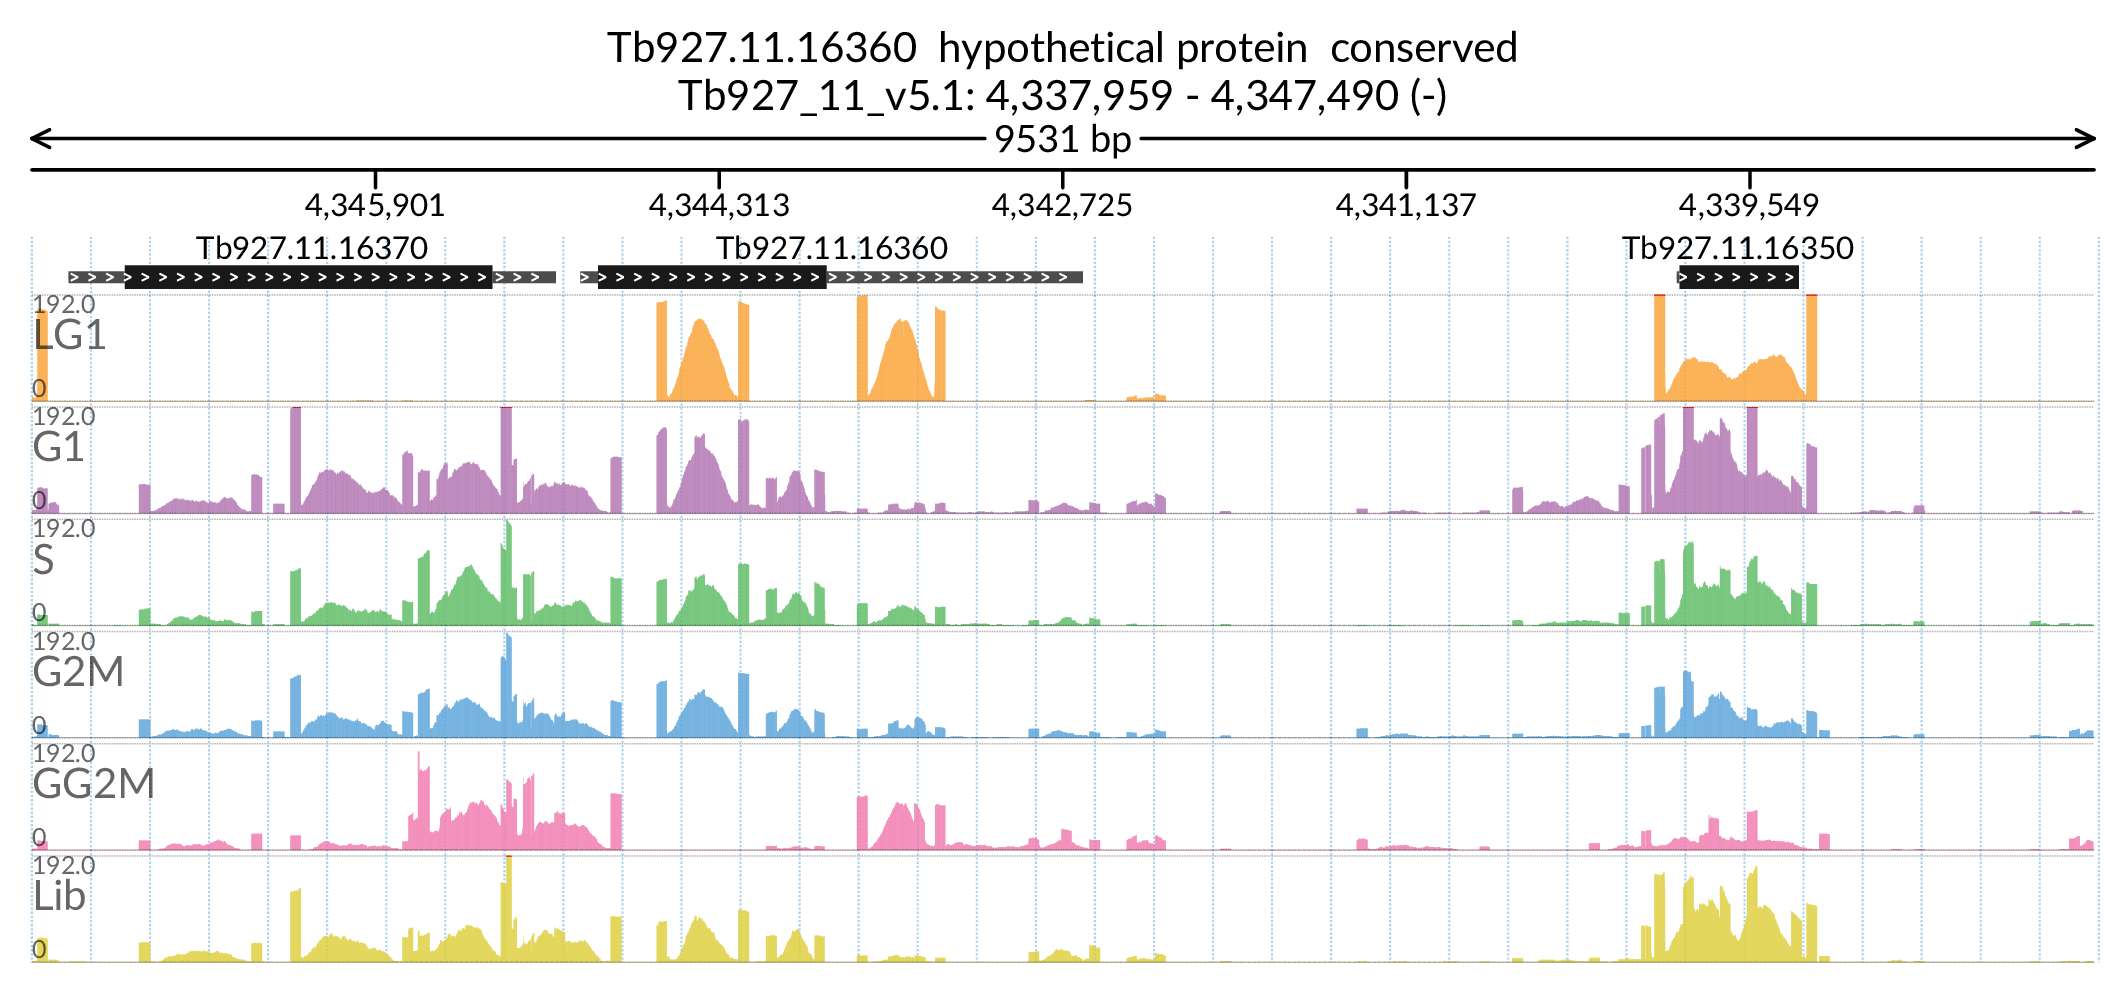 Tb927.11.16360 hypothetical protein conserved
Tb927_11_v5.1: 4,337,959 - 4,347,490 (-)
9531 bp
4,345,901 4,344,313 4,342,725 4,341,137 4,339,549
Tb927.11.16370 Tb927.11.16360 Tb927.11.16350
192.0
LG1
0
192.0
G1
0
192.0
S
0
192.0
G2M
0
192.0
GG2M
0
192.0
Lib
0